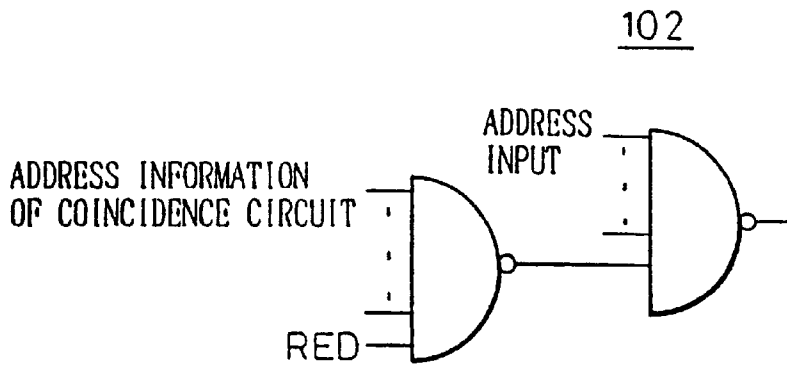 102
ADDRESS
INPUT
ADDRESS INFORMATION
OF COINCIDENCE CIRCUIT
RED